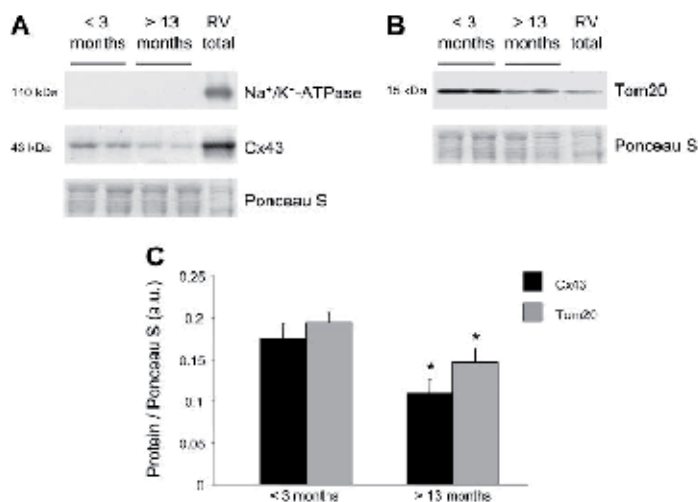 A
< 3 months
> 13 months
RV total
110 kDa
Na⁺/K⁺-ATPase
43 kDa
Cx43
Ponceau S
B
< 3 months
> 13 months
RV total
15 kDa
Tom20
Ponceau S
C
Protein / Ponceau S (a.u.)
0.25
0.2
0.15
0.1
0.05
0
* *
< 3 months
> 13 months
Cx43
Tom20